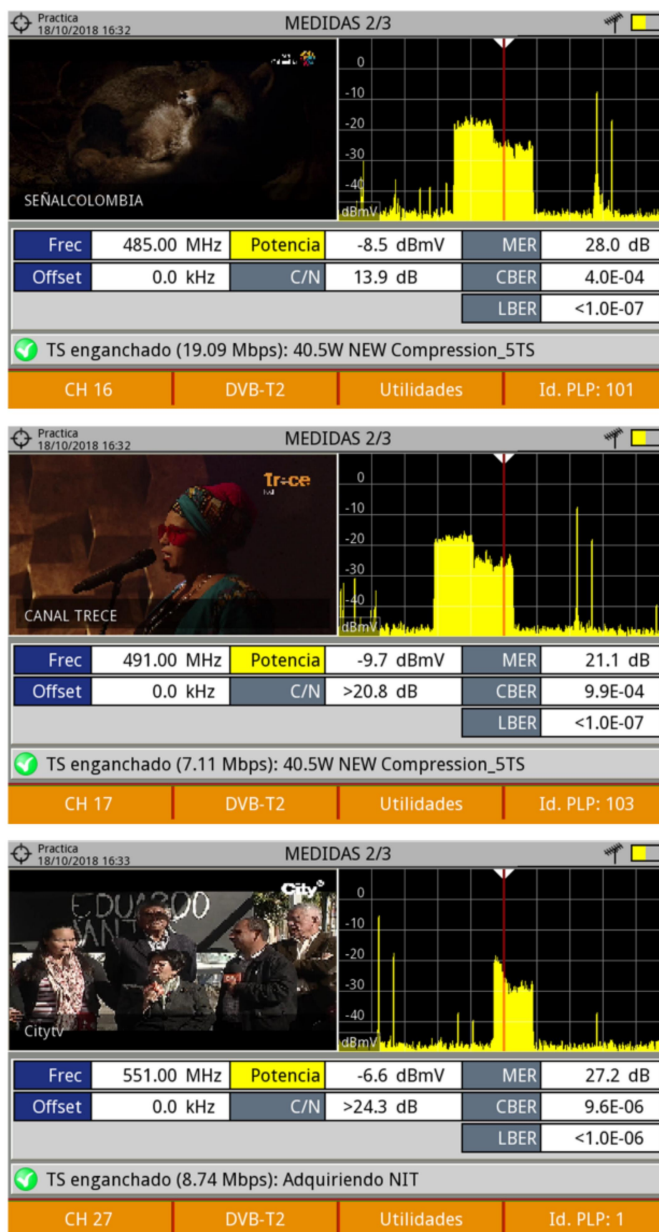 Practica
18/10/2018 16:32
MEDIDAS 2/3
0
-10
-20
-30
-40
dBmV
SEÑALCOLOMBIA
Frec 485.00 MHz Potencia -8.5 dBmV MER 28.0 dB
Offset 0.0 kHz C/N 13.9 dB CBER 4.0E-04
LBER <1.0E-07
TS enganchado (19.09 Mbps): 40.5W NEW Compression_5TS
CH 16 DVB-T2 Utilidades Id. PLP: 101
Practica
18/10/2018 16:32
MEDIDAS 2/3
Trece
0
-10
-20
-30
-40
dBmV
CANAL TRECE
Frec 491.00 MHz Potencia -9.7 dBmV MER 21.1 dB
Offset 0.0 kHz C/N >20.8 dB CBER 9.9E-04
LBER <1.0E-07
TS enganchado (7.11 Mbps): 40.5W NEW Compression_5TS
CH 17 DVB-T2 Utilidades Id. PLP: 103
Practica
18/10/2018 16:33
MEDIDAS 2/3
City
EDUARDO
0
-10
-20
-30
-40
dBmV
Citytv
Frec 551.00 MHz Potencia -6.6 dBmV MER 27.2 dB
Offset 0.0 kHz C/N >24.3 dB CBER 9.6E-06
LBER <1.0E-06
TS enganchado (8.74 Mbps): Adquiriendo NIT
CH 27 DVB-T2 Utilidades Id. PLP: 1